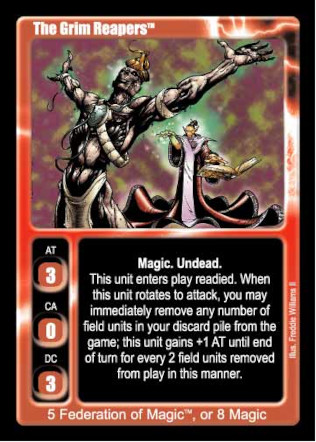 The Grim Reapers™
AT
3
CA
0
DC
3
Magic. Undead.
This unit enters play readied. When
this unit rotates to attack, you may
immediately remove any number of
field units in your discard pile from the
game; this unit gains +1 AT until end
of turn for every 2 field units removed
from play in this manner.
Illus. Freddie Williams II
5 Federation of Magic™, or 8 Magic